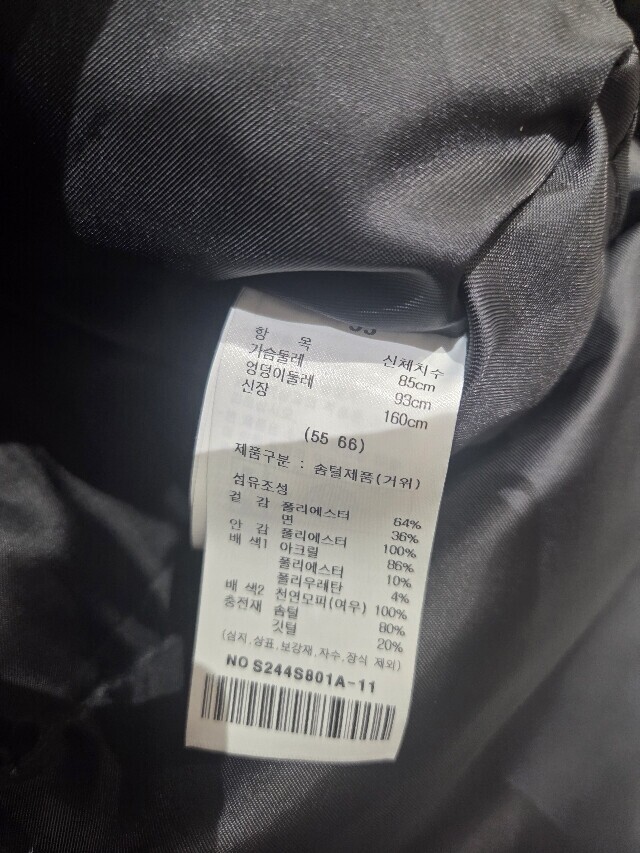 항 목 신체치수
가슴둘레 85cm
엉덩이둘레 93cm
신장 160cm
(55 66)
제품구분 : 솜털제품(거위)
섬유조성
겉 감 폴리에스터 64%
면 36%
안 감 폴리에스터 100%
배 색1 아크릴 86%
폴리에스터 10%
폴리우레탄 4%
배 색2 천연모피(여우) 100%
충전재 솜털 80%
깃털 20%
(심지.상표.보강재.자수.장식 제외)
NO S244S801A-11